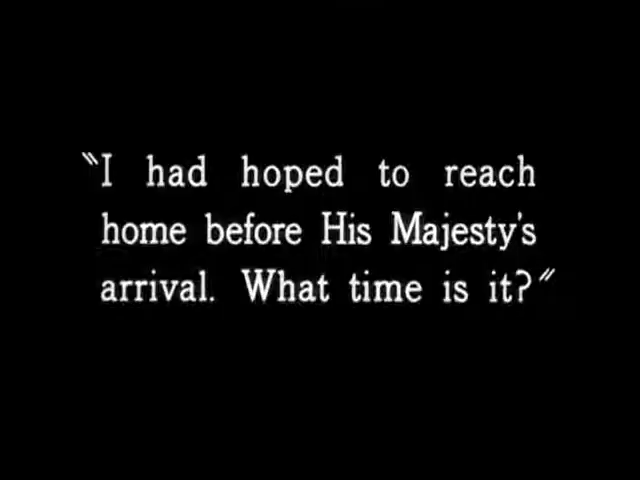 "I had hoped to reach
home before His Majesty's
arrival. What time is it?"